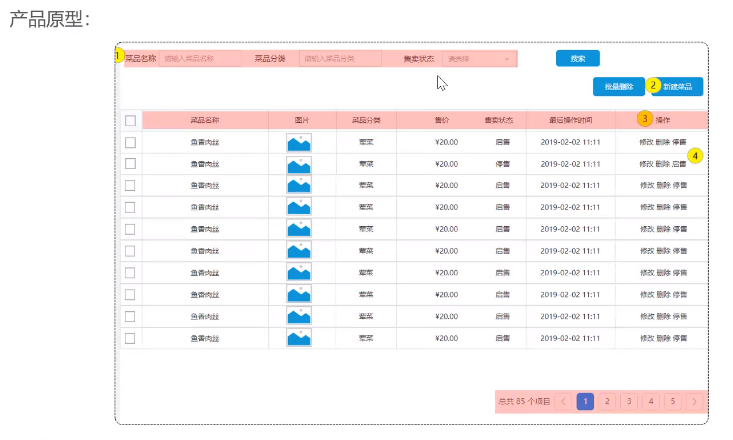 产品原型：
1 菜品名称 请输入菜品名称 菜品分类 请输入菜品分类 售卖状态 请选择 搜索
批量删除 2 新建菜品
菜品名称 图片 菜品分类 售价 售卖状态 最后操作时间 3 操作
鱼香肉丝 荤菜 ¥20.00 启售 2019-02-02 11:11 修改 删除 停售
鱼香肉丝 荤菜 ¥20.00 停售 2019-02-02 11:11 修改 删除 启售 4
鱼香肉丝 荤菜 ¥20.00 启售 2019-02-02 11:11 修改 删除 停售
鱼香肉丝 荤菜 ¥20.00 启售 2019-02-02 11:11 修改 删除 停售
鱼香肉丝 荤菜 ¥20.00 启售 2019-02-02 11:11 修改 删除 停售
鱼香肉丝 荤菜 ¥20.00 启售 2019-02-02 11:11 修改 删除 停售
鱼香肉丝 荤菜 ¥20.00 启售 2019-02-02 11:11 修改 删除 停售
鱼香肉丝 荤菜 ¥20.00 启售 2019-02-02 11:11 修改 删除 停售
鱼香肉丝 荤菜 ¥20.00 启售 2019-02-02 11:11 修改 删除 停售
鱼香肉丝 荤菜 ¥20.00 启售 2019-02-02 11:11 修改 删除 停售
总共 85 个项目 < 1 2 3 4 5 >